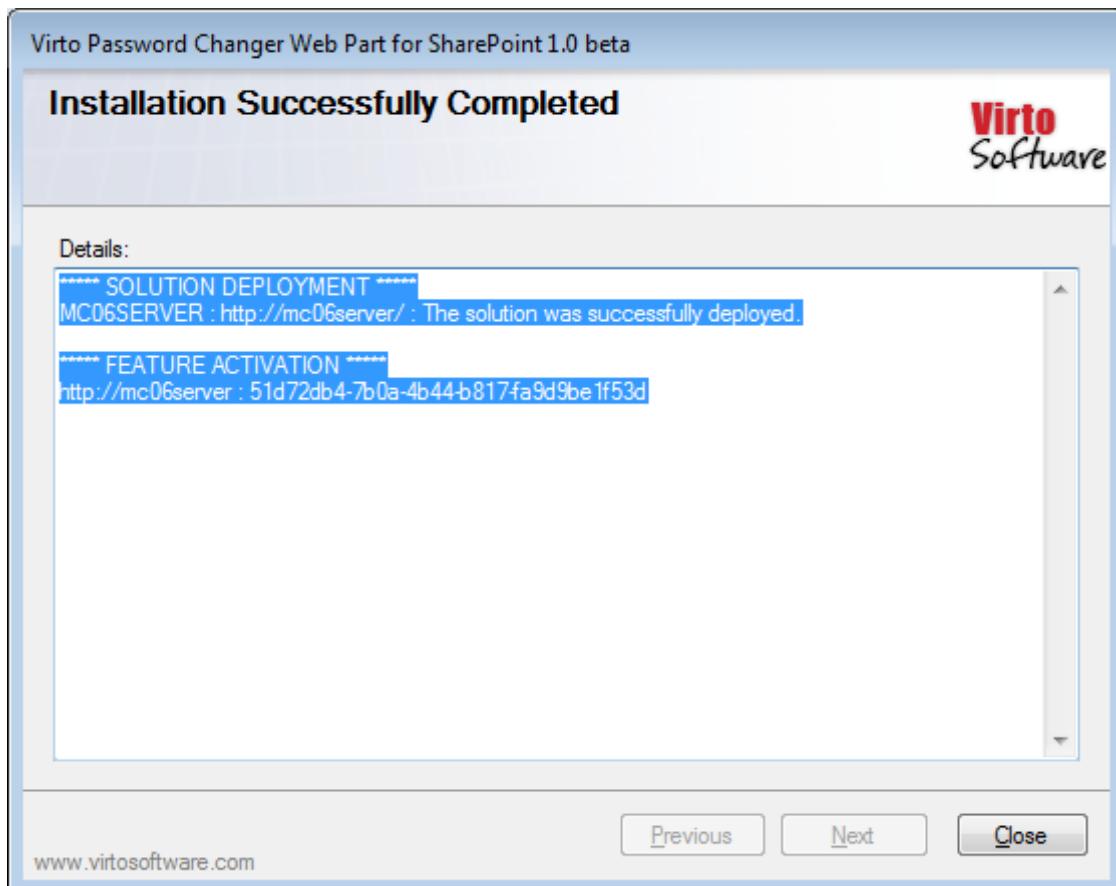 Virto Password Changer Web Part for SharePoint 1.0 beta
Installation Successfully Completed
Virto
Software
Details:
***** SOLUTION DEPLOYMENT *****
MC06SERVER : http://mc06server/ : The solution was successfully deployed.
***** FEATURE ACTIVATION *****
http://mc06server : 51d72db4-7b0a-4b44-b817-fa9d9be1f53d
Previous
Next
Close
www.virtosoftware.com